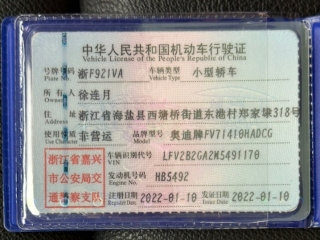 中华人民共和国机动车行驶证
Vehicle License of the People's Republic of China
号牌号码 浙F921VA 车辆类型 小型轿车
Plate No. Vehicle Type
所有人 徐连月
Owner
住址 浙江省海盐县西塘桥街道东港村郑家埭318号
Address
使用性质 非营运 品牌型号 奥迪牌FV71410HADCG
Use Character Model
浙江省嘉兴
市公安局交
通警察支队
车辆识别代号 LFV2B2GA2M5491170
VIN
发动机号码 HB5492
Engine No.
注册日期 2022-01-10 发证日期 2022-01-10
Register Date Issue Date